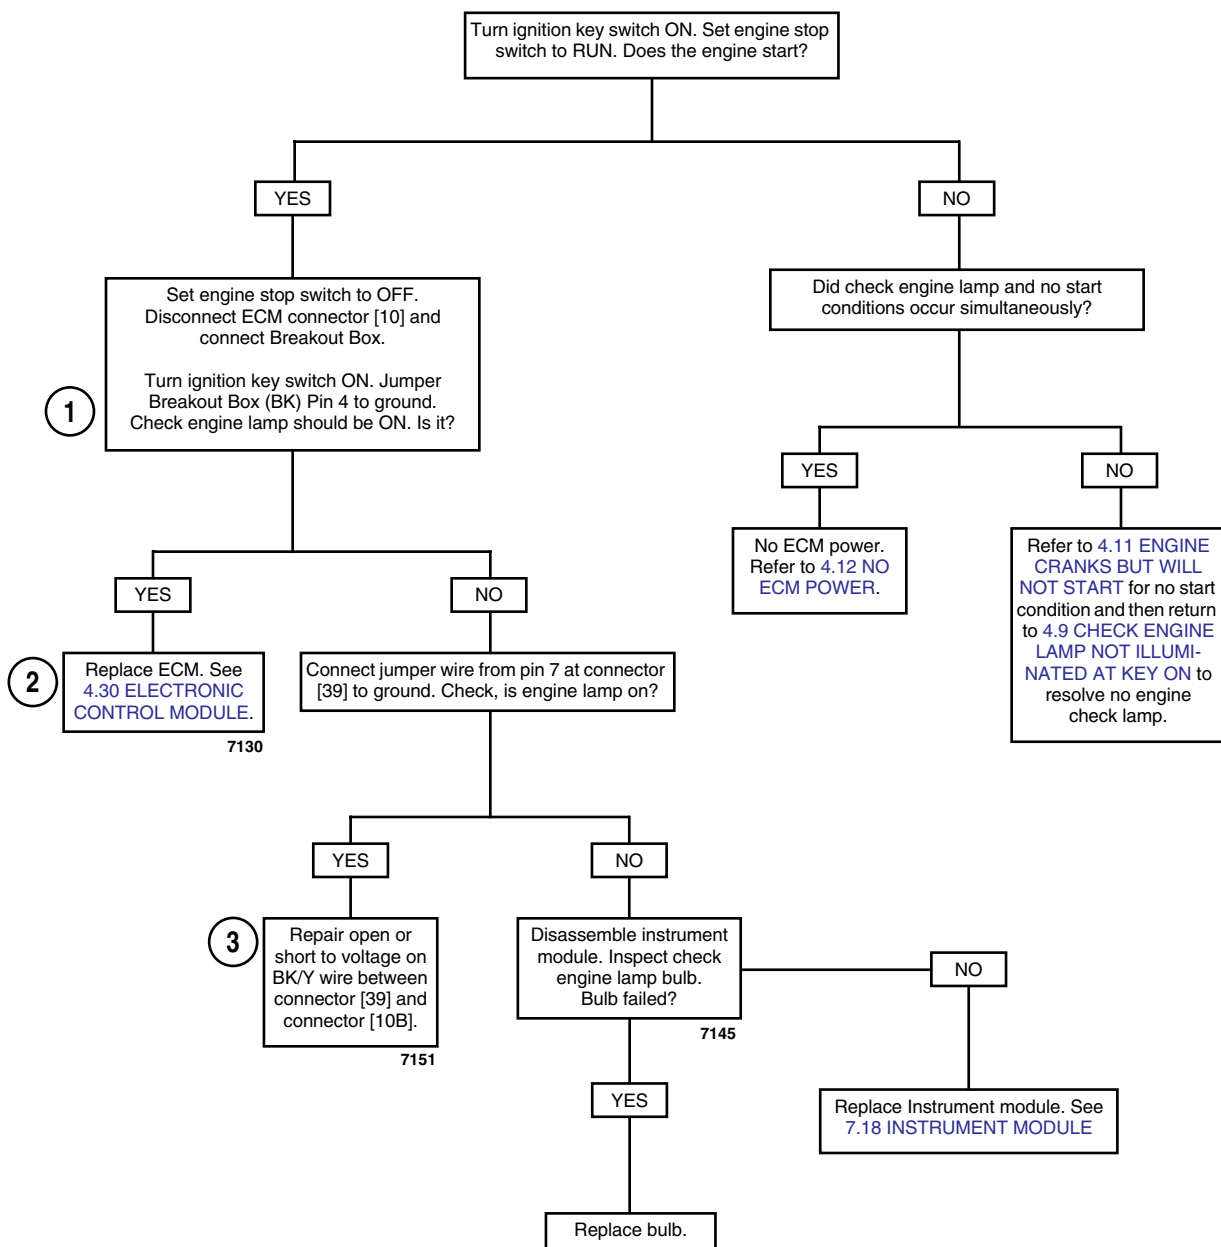 Turn ignition key switch ON. Set engine stop
switch to RUN. Does the engine start?
YES
NO
Set engine stop switch to OFF.
Disconnect ECM connector [10] and
connect Breakout Box.
Turn ignition key switch ON. Jumper
Breakout Box (BK) Pin 4 to ground.
Check engine lamp should be ON. Is it?
1
Did check engine lamp and no start
conditions occur simultaneously?
YES
NO
No ECM power.
Refer to 4.12 NO
ECM POWER.
Refer to 4.11 ENGINE
CRANKS BUT WILL
NOT START for no start
condition and then return
to 4.9 CHECK ENGINE
LAMP NOT ILLUMI-
NATED AT KEY ON to
resolve no engine
check lamp.
YES
NO
2
Replace ECM. See
4.30 ELECTRONIC
CONTROL MODULE.
7130
Connect jumper wire from pin 7 at connector
[39] to ground. Check, is engine lamp on?
YES
NO
3
Repair open or
short to voltage on
BK/Y wire between
connector [39] and
connector [10B].
7151
Disassemble instrument
module. Inspect check
engine lamp bulb.
Bulb failed?
7145
NO
YES
Replace Instrument module. See
7.18 INSTRUMENT MODULE
Replace bulb.